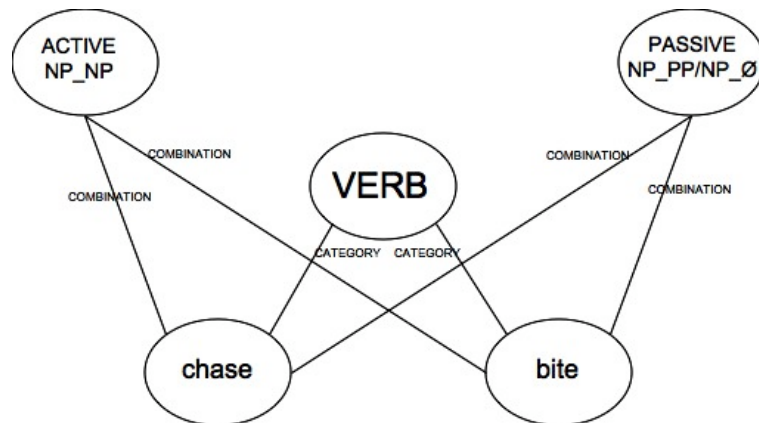 ACTIVE
NP_NP
PASSIVE
NP_PP/NP_Ø
COMBINATION
COMBINATION
VERB
COMBINATION
COMBINATION
CATEGORY
CATEGORY
chase
bite